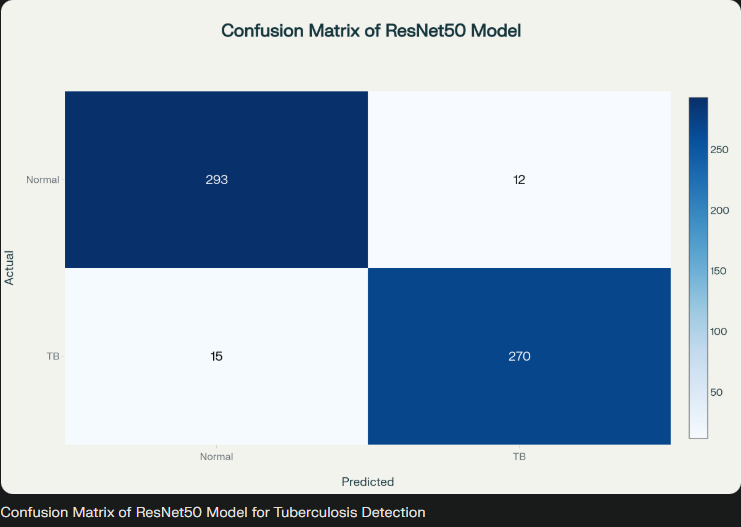 Confusion Matrix of ResNet50 Model
Normal
293
12
250
200
Actual
150
100
TB
15
270
50
Normal
TB
Predicted
Confusion Matrix of ResNet50 Model for Tuberculosis Detection